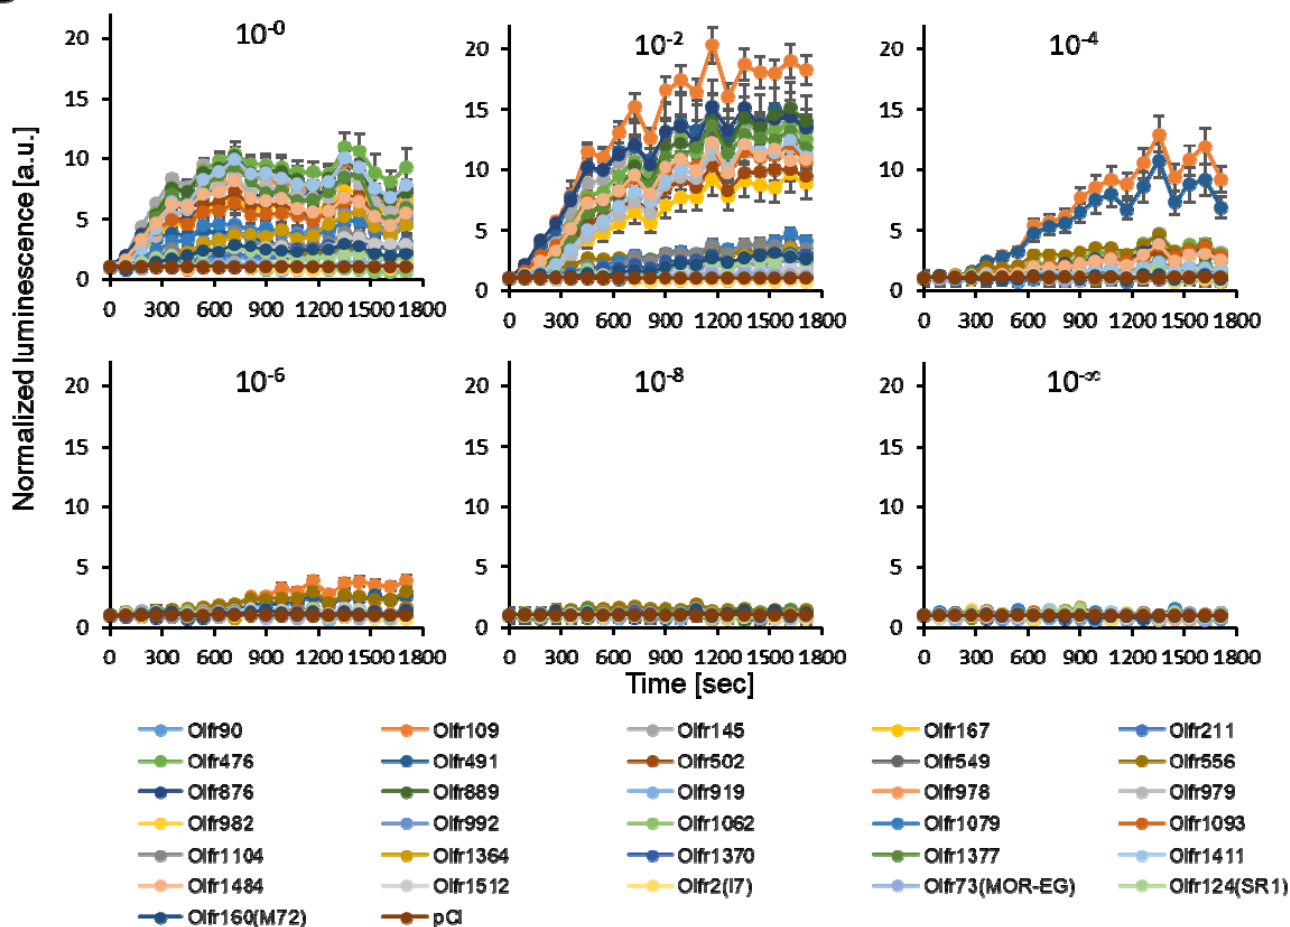 10-0 10-2 10-4
20 20 20
15 15 15
10 10 10
5 5 5
0 0 0
0 300 600 900 1200 1500 1800 0 300 600 900 1200 1500 1800 0 300 600 900 1200 1500 1800
Normalized luminescence [a.u.]
10-6 10-8 10-∞
20 20 20
15 15 15
10 10 10
5 5 5
0 0 0
0 300 600 900 1200 1500 1800 0 300 600 900 1200 1500 1800 0 300 600 900 1200 1500 1800
Time [sec]
Olfr90 Olfr109 Olfr145 Olfr167 Olfr211
Olfr476 Olfr491 Olfr502 Olfr549 Olfr556
Olfr876 Olfr889 Olfr919 Olfr978 Olfr979
Olfr982 Olfr992 Olfr1062 Olfr1079 Olfr1093
Olfr1104 Olfr1364 Olfr1370 Olfr1377 Olfr1411
Olfr1484 Olfr1512 Olfr2(I7) Olfr73(MOR-EG) Olfr124(SR1)
Olfr160(M72) pCI